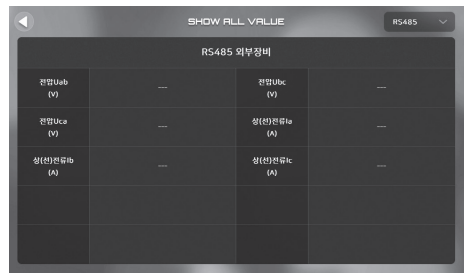 SHOW ALL VALUE
RS485
RS485 외부장비
전압Uab
(V)
---
전압Ubc
(V)
---
전압Uca
(V)
---
상(선)전류Ia
(A)
---
상(선)전류Ib
(A)
---
상(선)전류Ic
(A)
---